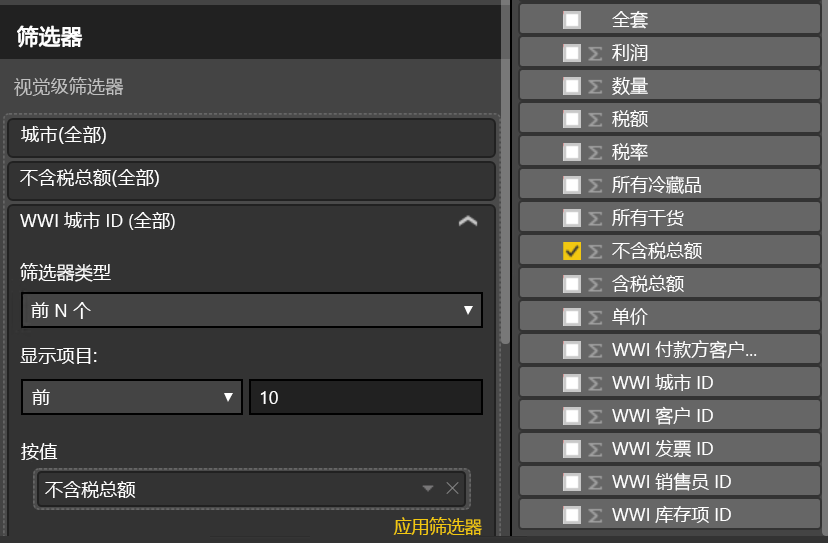 筛选器
视觉级筛选器
城市(全部)
不含税总额(全部)
WWI 城市 ID (全部)
筛选器类型
前 N 个
显示项目:
前
10
按值
不含税总额
应用筛选器
全套
利润
数量
税额
税率
所有冷藏品
所有干货
不含税总额
含税总额
单价
WWI 付款方客户...
WWI 城市 ID
WWI 客户 ID
WWI 发票 ID
WWI 销售员 ID
WWI 库存项 ID